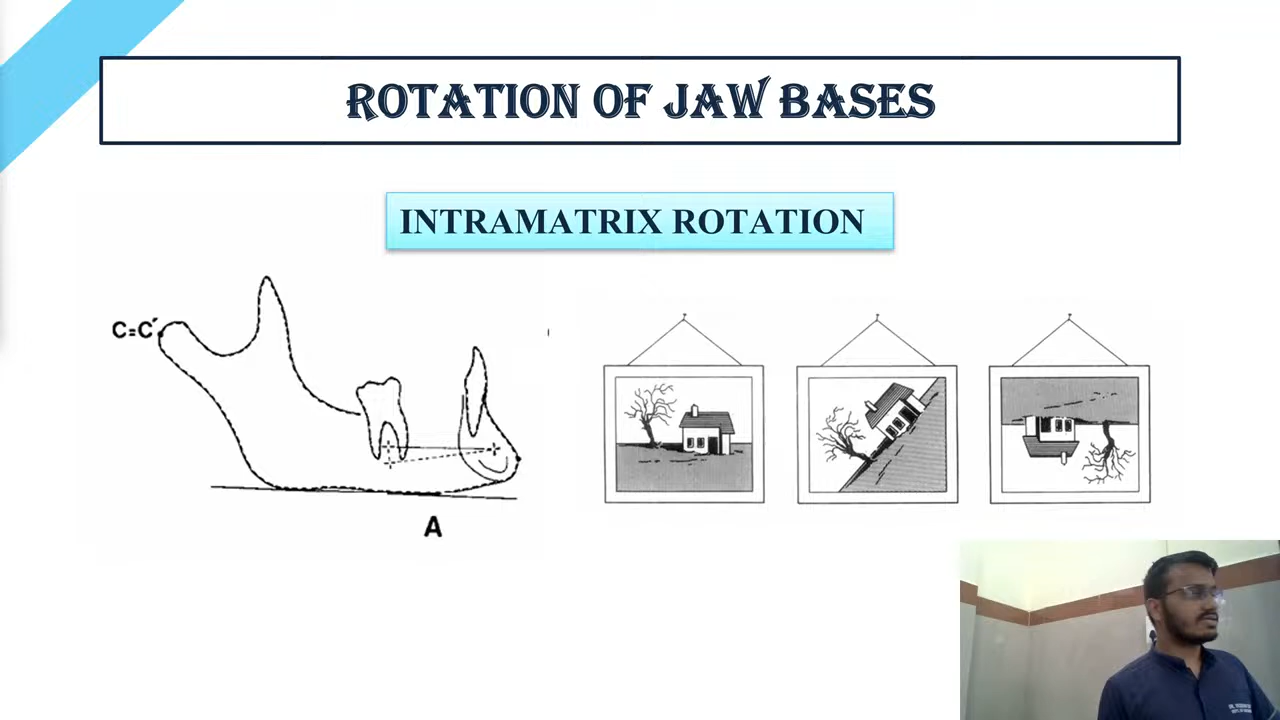 ROTATION OF JAW BASES
INTRAMATRIX ROTATION
C=C'
A